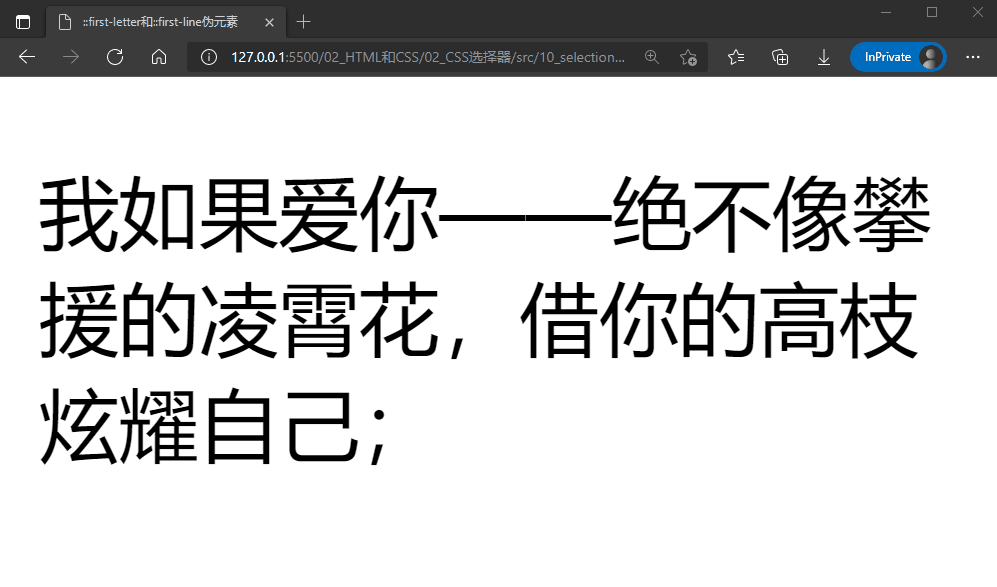 ::first-letter和::first-line伪元素
127.0.0.1:5500/02_HTML和CSS/02_CSS选择器/src/10_selection...
InPrivate
我如果爱你——绝不像攀
援的凌霄花，借你的高枝
炫耀自己；